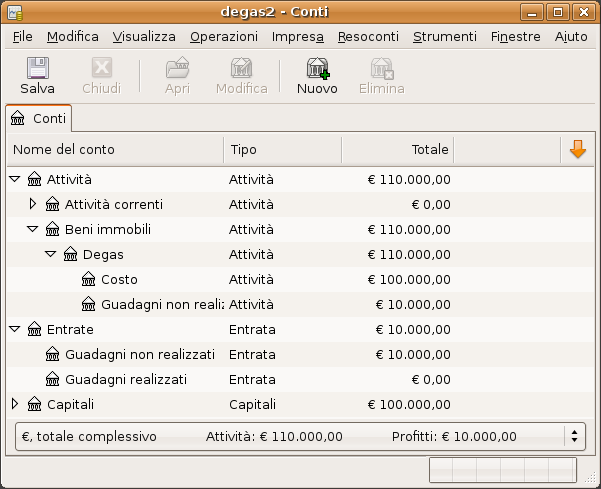 degas2 - Conti
File Modifica Visualizza Operazioni Impresa Resoconti Strumenti Finestre Aiuto
Salva Chiudi Apri Modifica Nuovo Elimina
Conti
Nome del conto Tipo Totale
Attività Attività € 110.000,00
Attività correnti Attività € 0,00
Beni immobili Attività € 110.000,00
Degas Attività € 110.000,00
Costo Attività € 100.000,00
Guadagni non realiz Attività € 10.000,00
Entrate Entrata € 10.000,00
Guadagni non realizzati Entrata € 10.000,00
Guadagni realizzati Entrata € 0,00
Capitali Capitali € 100.000,00
€, totale complessivo Attività: € 110.000,00 Profitti: € 10.000,00